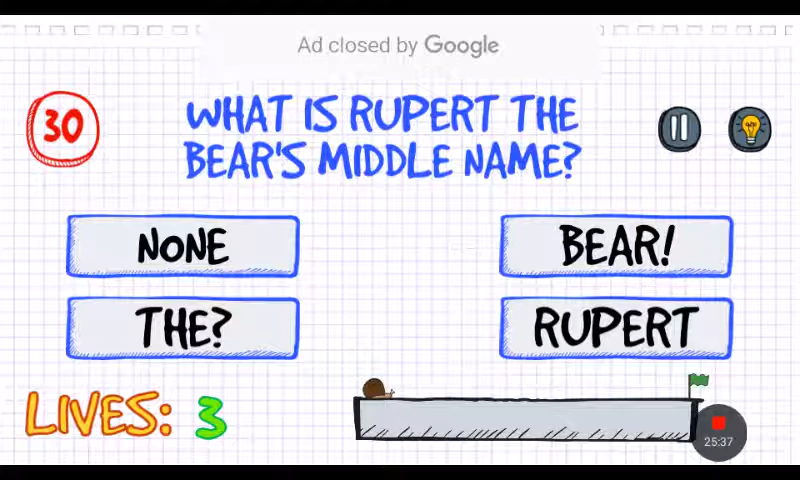 Ad closed by Google
30
WHAT IS RUPERT THE
BEAR'S MIDDLE NAME?
NONE
BEAR!
THE?
RUPERT
LIVES: 3
25:37